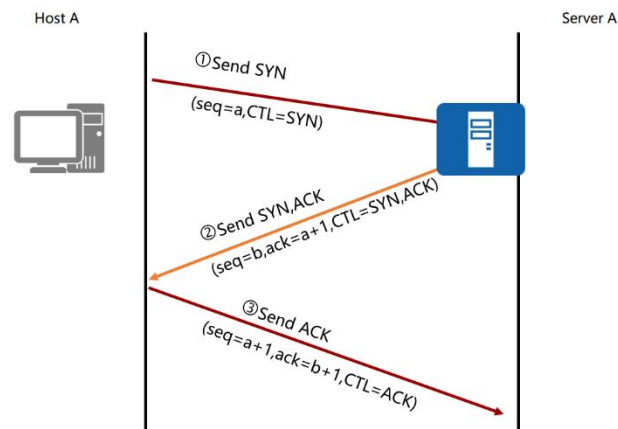 Host A
Server A
①Send SYN
(seq=a,CTL=SYN)
②Send SYN,ACK
(seq=b,ack=a+1,CTL=SYN,ACK)
③Send ACK
(seq=a+1,ack=b+1,CTL=ACK)